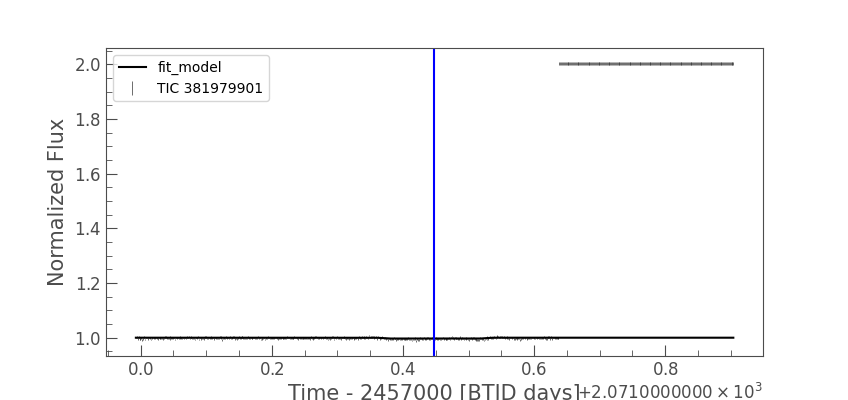 fit_model
TIC 381979901
Normalized Flux
2.0
1.8
1.6
1.4
1.2
1.0
0.0 0.2 0.4 0.6 0.8
Time - 2457000 [BTJD days]
+2.0710000000 × 10³